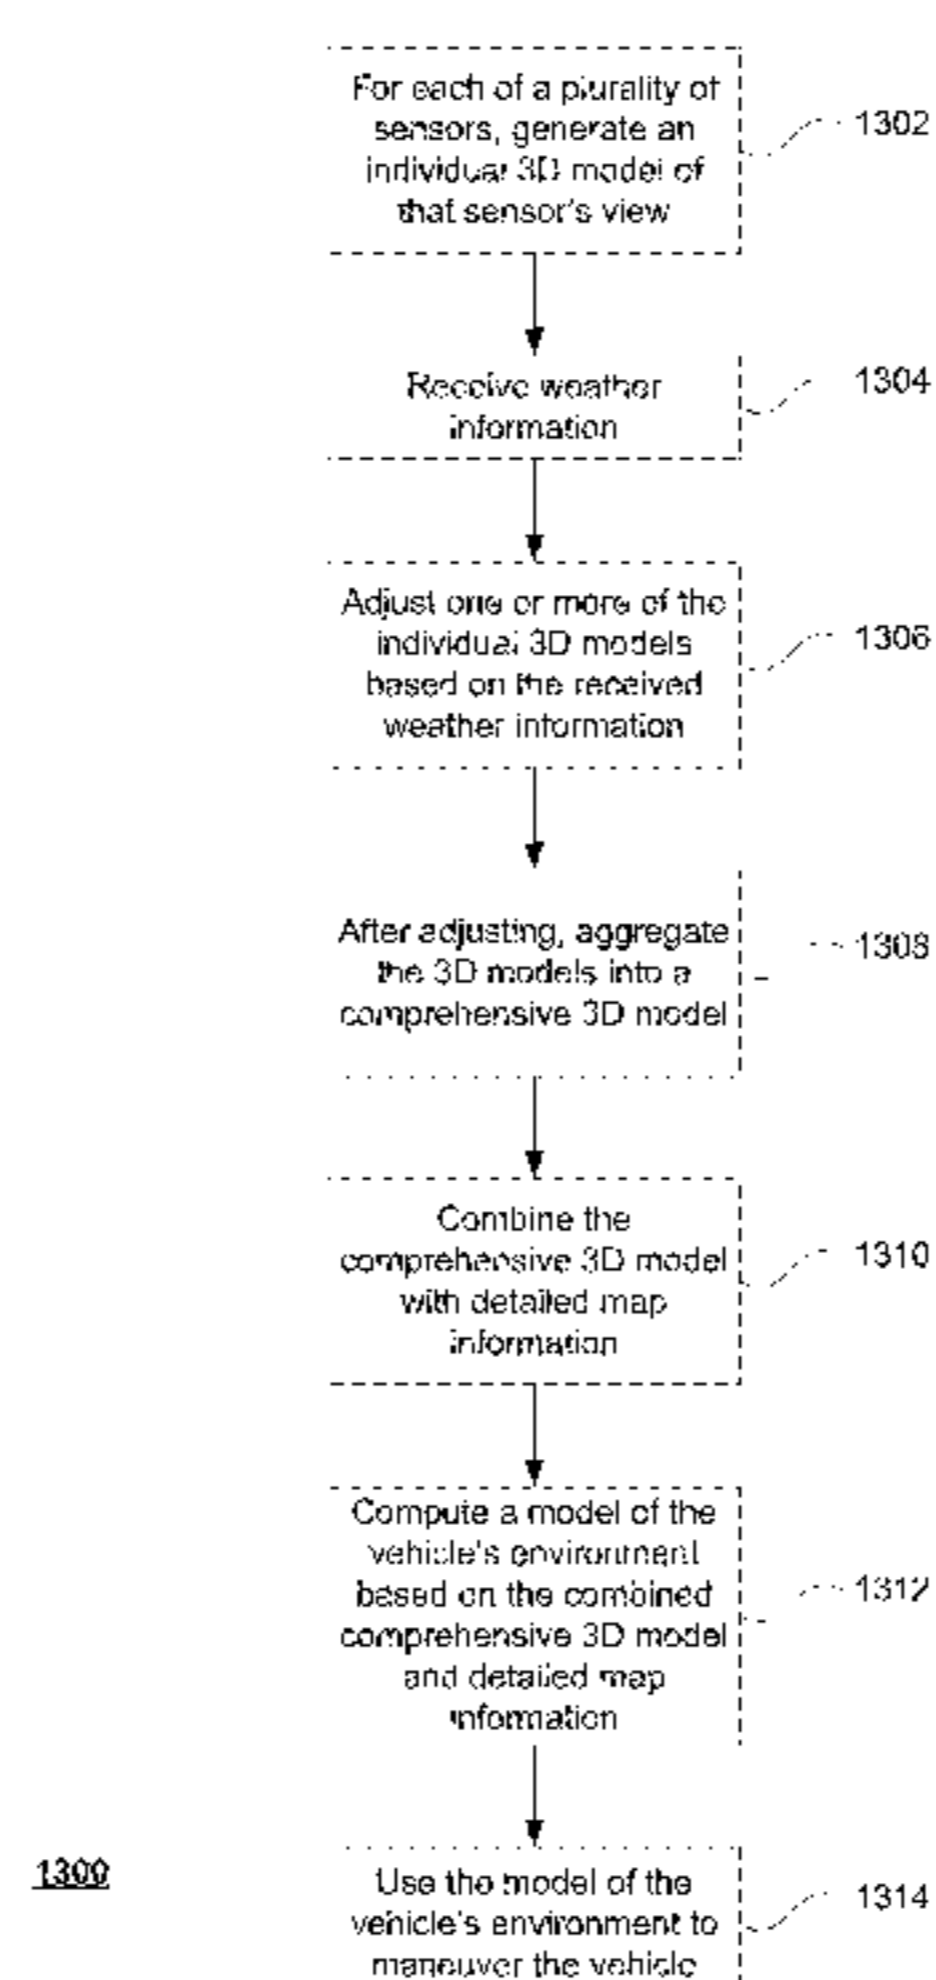 For each of a plurality of
sensors, generate an
individual 3D model of
that sensor's view
1302
Receive weather
information
1304
Adjust one or more of the
individual 3D models
based on the received
weather information
1306
After adjusting, aggregate
the 3D models into a
comprehensive 3D model
1308
Combine the
comprehensive 3D model
with detailed map
information
1310
Compute a model of the
vehicle's environment
based on the combined
comprehensive 3D model
and detailed map
information
1312
1300
Use the model of the
vehicle's environment to
maneuver the vehicle
1314